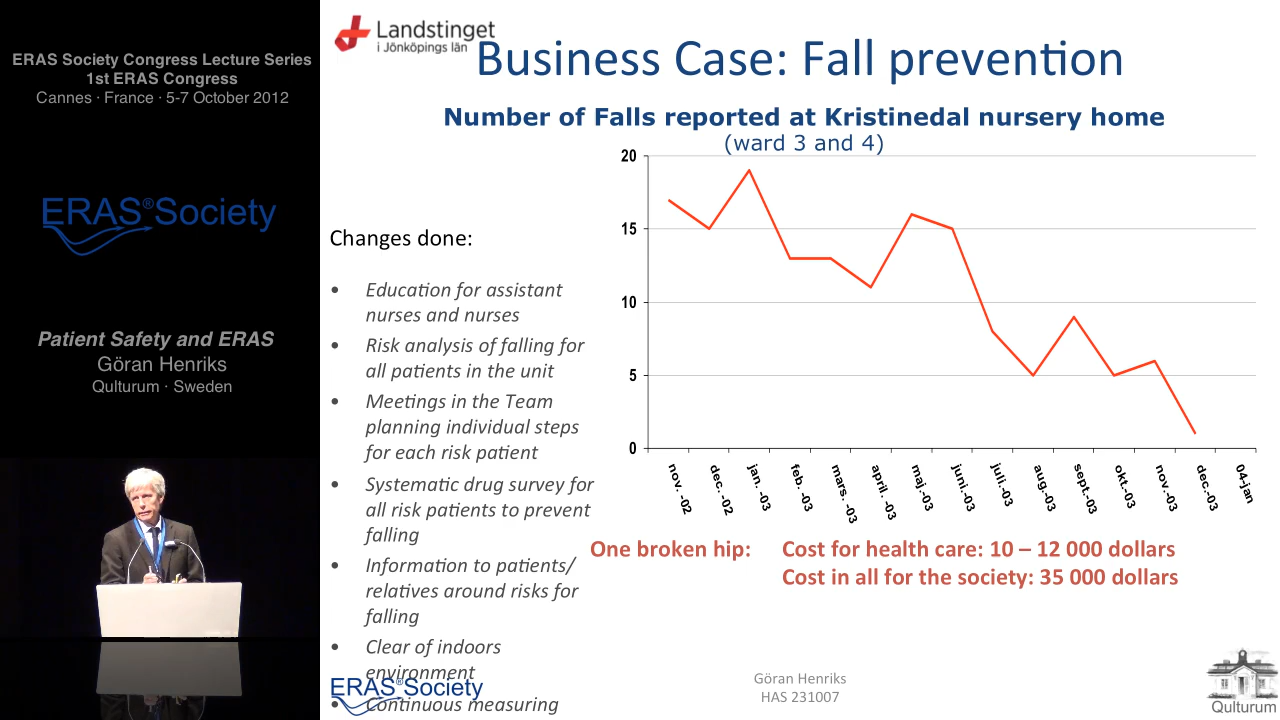 ERAS Society Congress Lecture Series
1st ERAS Congress
Cannes · France · 5-7 October 2012
ERAS®Society
Patient Safety and ERAS
Göran Henriks
Qulturum · Sweden
Landstinget
i Jönköpings län
Business Case: Fall prevention
Number of Falls reported at Kristinedal nursery home
(ward 3 and 4)
Changes done:
• Education for assistant
nurses and nurses
• Risk analysis of falling for
all patients in the unit
• Meetings in the Team
planning individual steps
for each risk patient
• Systematic drug survey for
all risk patients to prevent
falling
• Information to patients/
relatives around risks for
falling
• Clear of indoors
environment
• Continuous measuring
20
15
10
5
0
nov. -02
dec. -02
jan. -03
feb. -03
mars. -03
april. -03
maj.-03
juni.-03
juli.-03
aug.-03
sept.-03
okt.-03
nov.-03
dec.-03
04-jan
One broken hip: Cost for health care: 10 – 12 000 dollars
Cost in all for the society: 35 000 dollars
ERAS®Society
Göran Henriks
HAS 231007
Qulturum